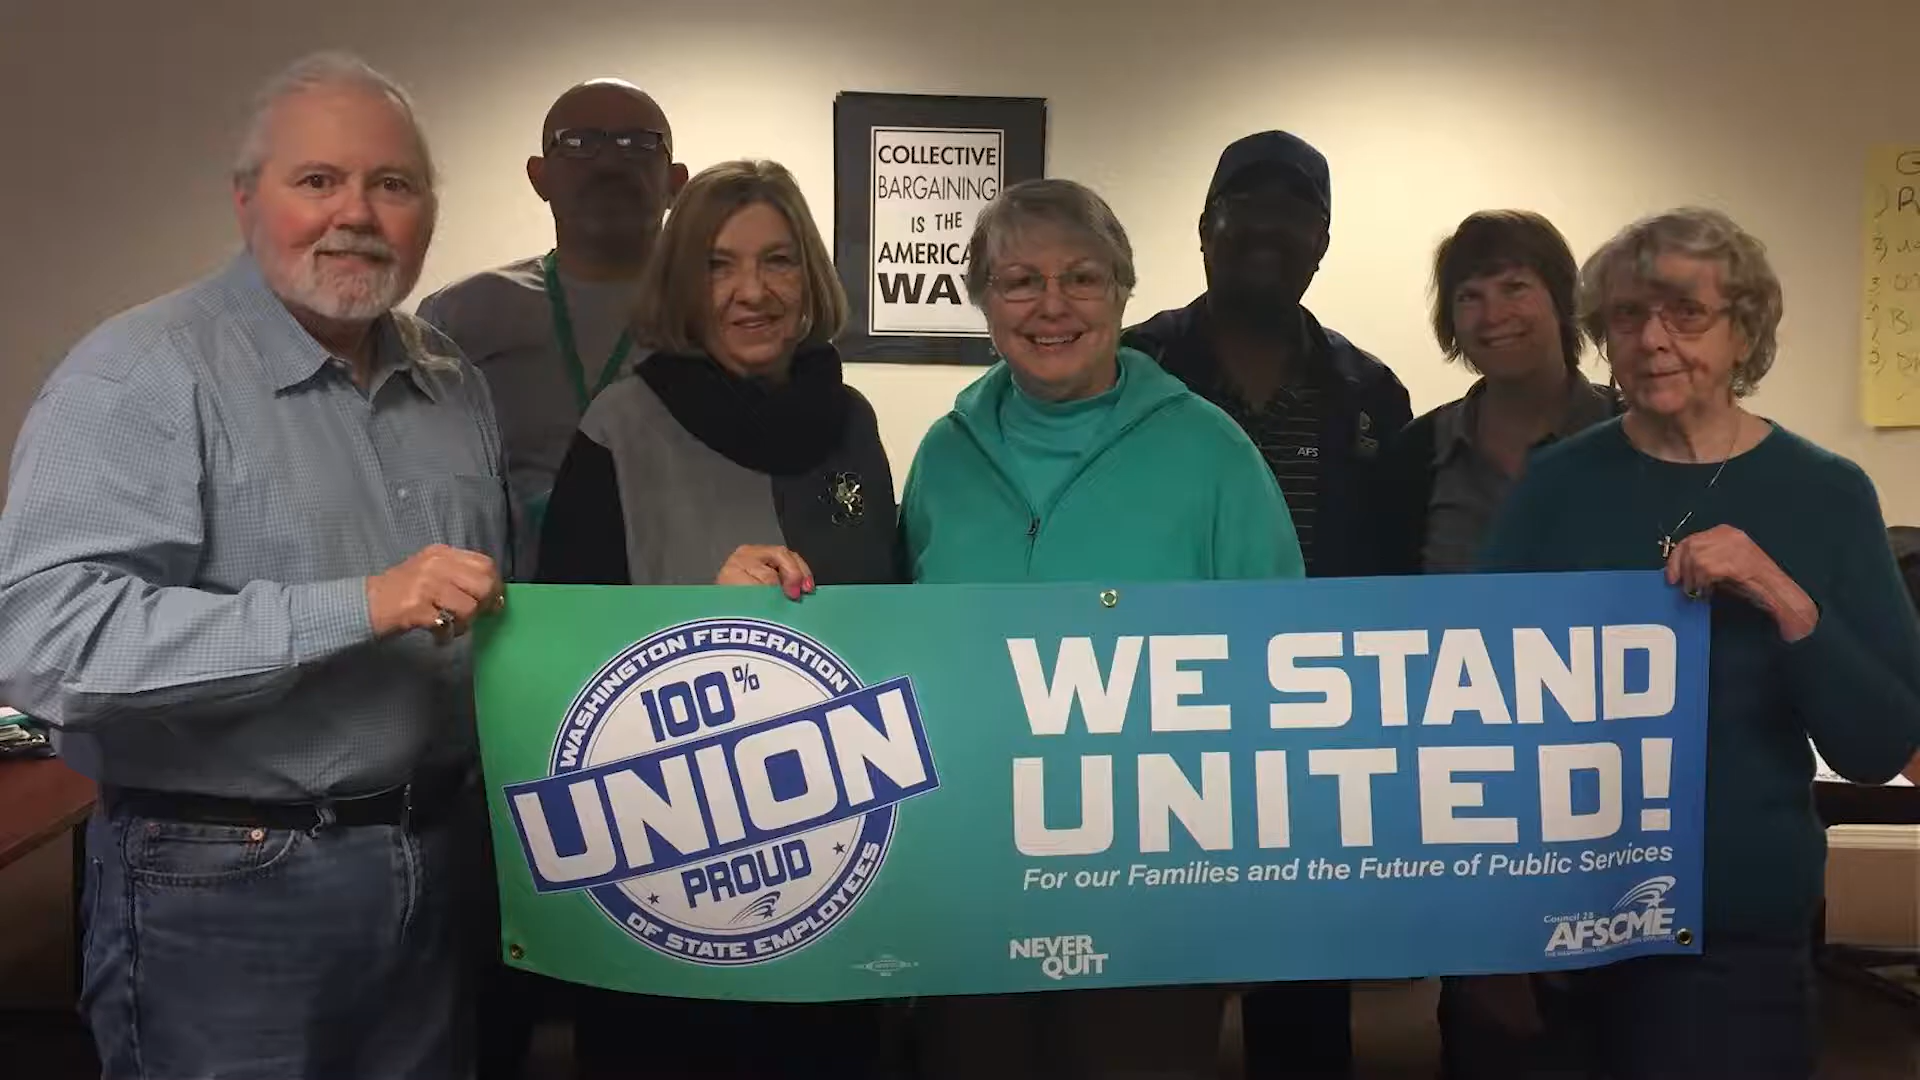 COLLECTIVE
BARGAINING
IS THE
AMERICA
WAY
AFS
WASHINGTON FEDERATION
100%
UNION
PROUD
OF STATE EMPLOYEES
WE STAND
UNITED!
For our Families and the Future of Public Services
NEVER
QUIT
Council 28
AFSCME